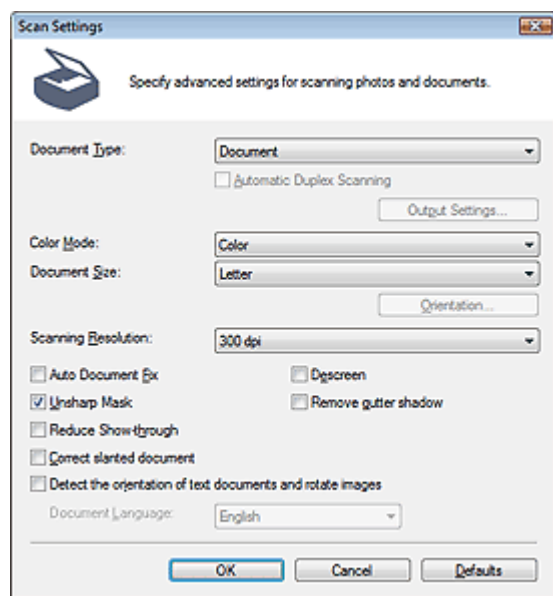 Scan Settings
Specify advanced settings for scanning photos and documents.
Document Type: Document
Automatic Duplex Scanning
Output Settings...
Color Mode: Color
Document Size: Letter
Orientation...
Scanning Resolution: 300 dpi
Auto Document Fix Descreen
Unsharp Mask Remove gutter shadow
Reduce Show-through
Correct slanted document
Detect the orientation of text documents and rotate images
Document Language: English
OK Cancel Defaults